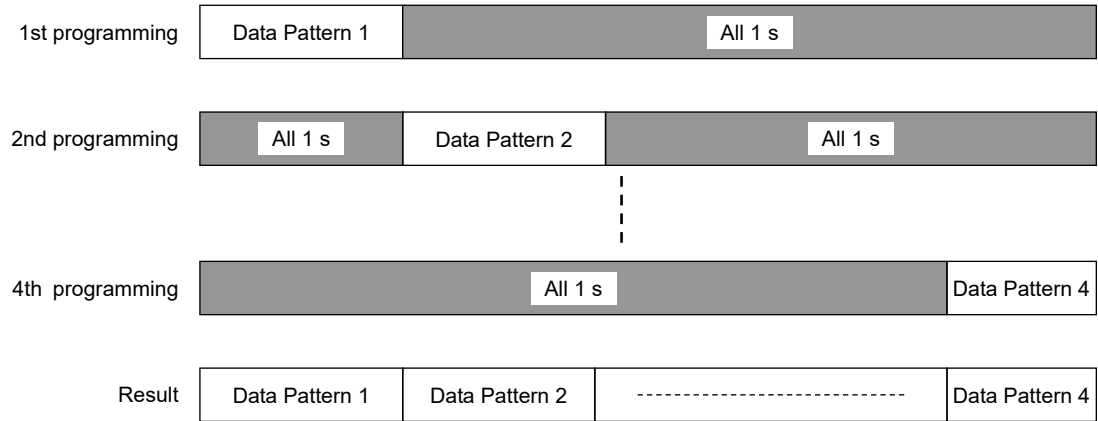 1st programming Data Pattern 1 All 1 s
2nd programming All 1 s Data Pattern 2 All 1 s
4th programming All 1 s Data Pattern 4
Result Data Pattern 1 Data Pattern 2 Data Pattern 4